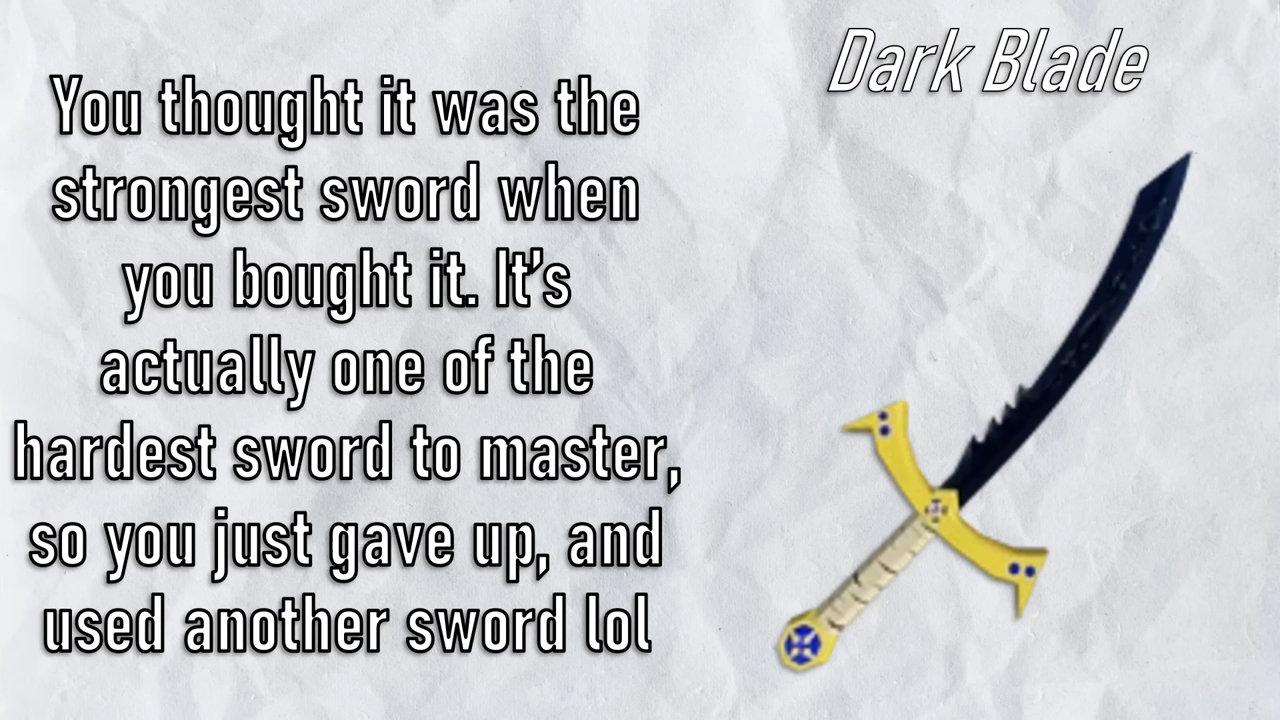 Dark Blade
You thought it was the
strongest sword when
you bought it. It’s
actually one of the
hardest sword to master,
so you just gave up, and
used another sword lol